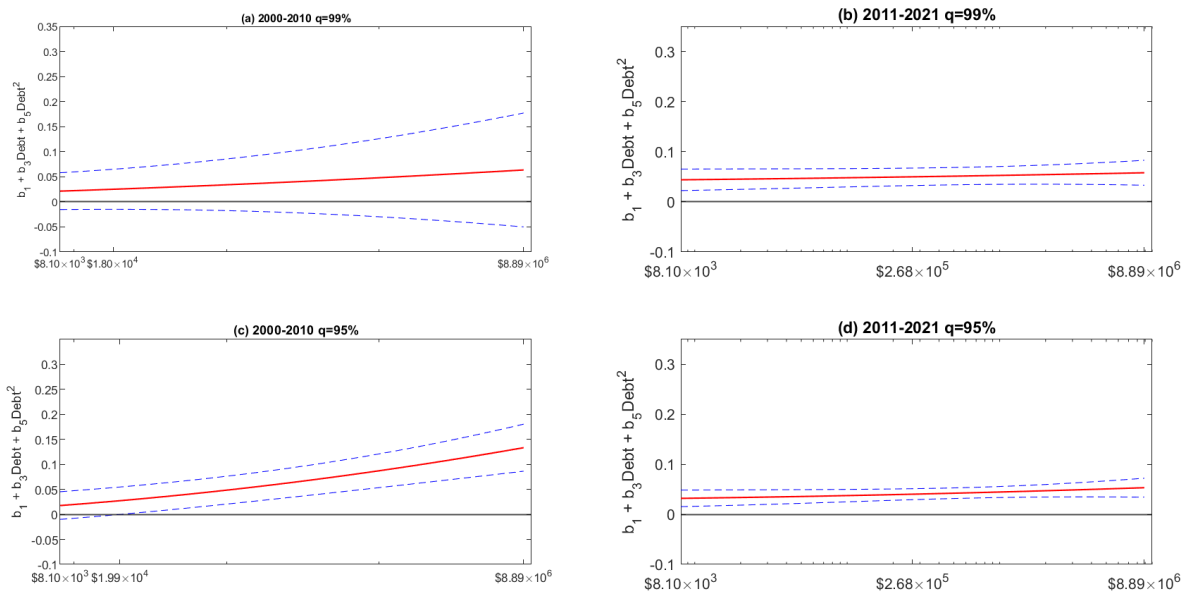 (a) 2000-2010 q=99%
b₁ + b₃Debt + b₅Debt²
0.35
0.3
0.25
0.2
0.15
0.1
0.05
0
-0.05
-0.1
$8.10×10³ $1.80×10⁴ $8.89×10⁶
(b) 2011-2021 q=99%
b₁ + b₃Debt + b₅Debt²
0.3
0.2
0.1
0
-0.1
$8.10×10³ $2.68×10⁵ $8.89×10⁶
(c) 2000-2010 q=95%
b₁ + b₃Debt + b₅Debt²
0.3
0.25
0.2
0.15
0.1
0.05
0
-0.05
-0.1
$8.10×10³ $1.99×10⁴ $8.89×10⁶
(d) 2011-2021 q=95%
b₁ + b₃Debt + b₅Debt²
0.3
0.2
0.1
0
-0.1
$8.10×10³ $2.68×10⁵ $8.89×10⁶